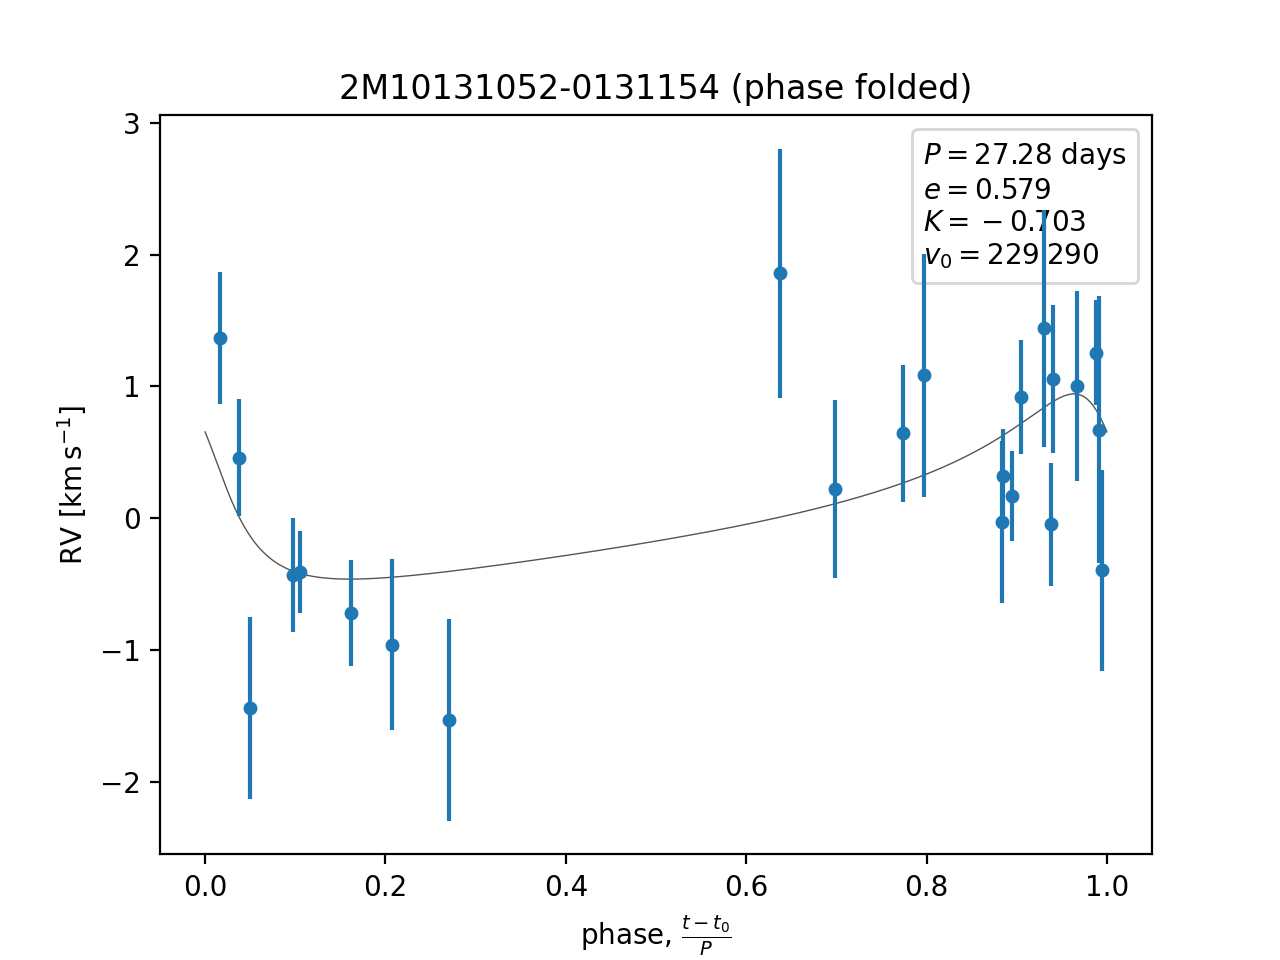 2M10131052-0131154 (phase folded)
P = 27.28 days
e = 0.579
K = −0.703
v₀ = 229.290
3
2
1
0
−1
−2
RV [km s⁻¹]
0.0 0.2 0.4 0.6 0.8 1.0
phase, (t − t₀)/P